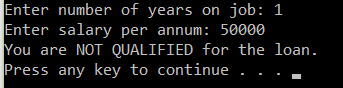 Enter number of years on job: 1
Enter salary per annum: 50000
You are NOT QUALIFIED for the loan.
Press any key to continue . . .